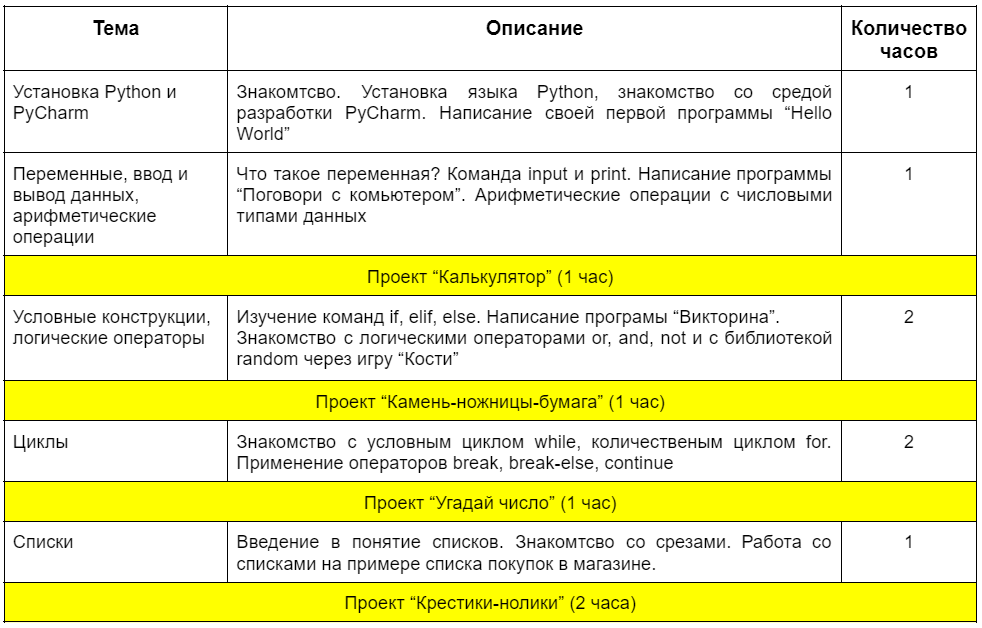 Тема
Описание
Количество
часов
Установка Python и
PyCharm
Знакомтсво. Установка языка Python, знакомство со средой
разработки PyCharm. Написание своей первой программы “Hello
World”
1
Переменные, ввод и
вывод данных,
арифметические
операции
Что такое переменная? Команда input и print. Написание программы
“Поговори с комьютером”. Арифметические операции с числовыми
типами данных
1
Проект “Калькулятор” (1 час)
Условные конструкции,
логические операторы
Изучение команд if, elif, else. Написание програмы “Викторина”.
Знакомство с логическими операторами or, and, not и с библиотекой
random через игру “Кости”
2
Проект “Камень-ножницы-бумага” (1 час)
Циклы
Знакомство с условным циклом while, количественым циклом for.
Применение операторов break, break-else, continue
2
Проект “Угадай число” (1 час)
Списки
Введение в понятие списков. Знакомтсво со срезами. Работа со
списками на примере списка покупок в магазине.
1
Проект “Крестики-нолики” (2 часа)